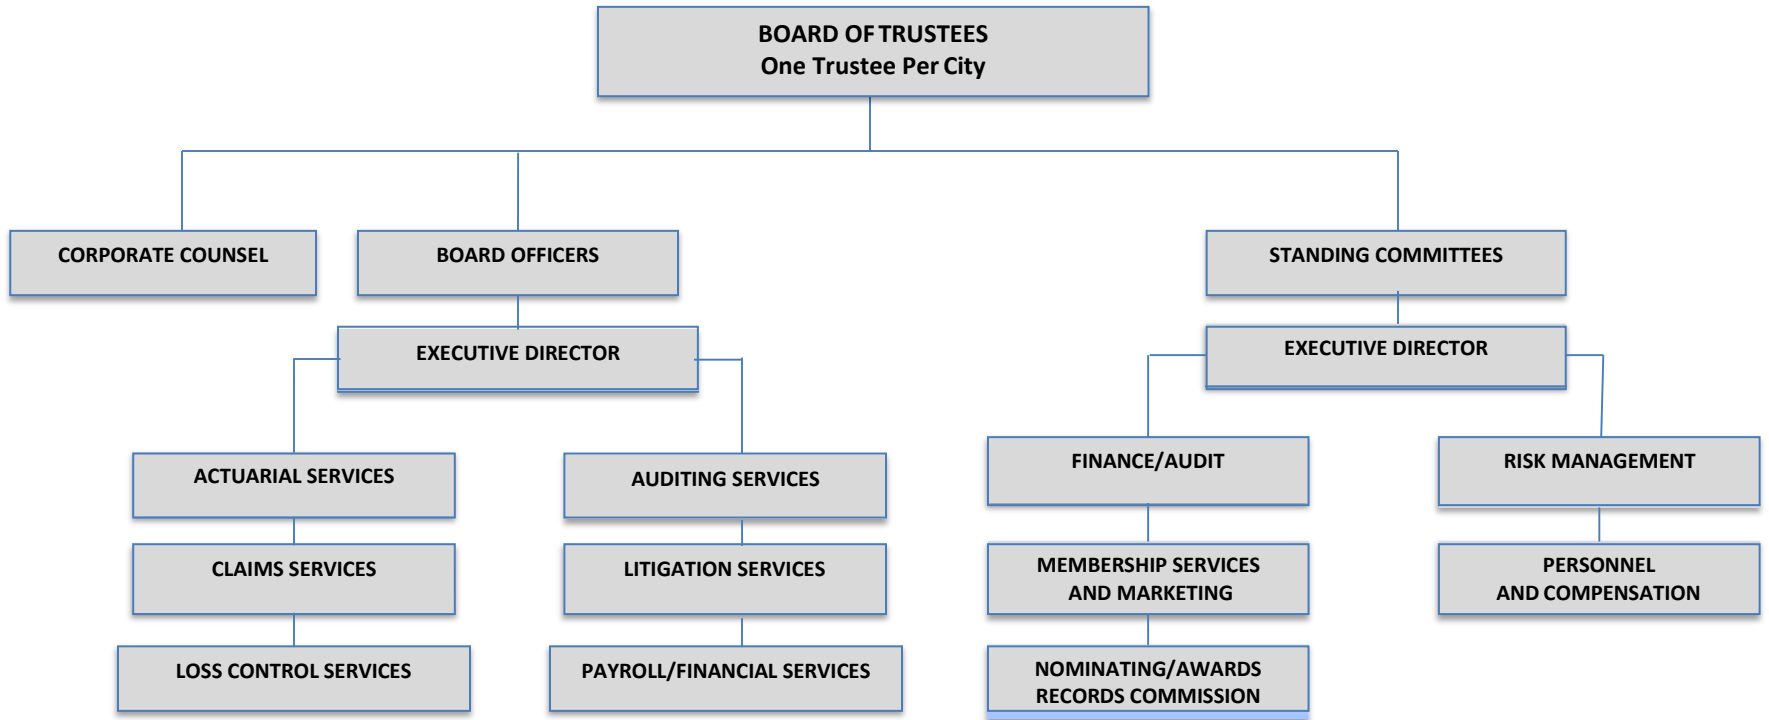 BOARD OF TRUSTEES
One Trustee Per City
CORPORATE COUNSEL
BOARD OFFICERS
STANDING COMMITTEES
EXECUTIVE DIRECTOR
EXECUTIVE DIRECTOR
ACTUARIAL SERVICES
AUDITING SERVICES
FINANCE/AUDIT
RISK MANAGEMENT
CLAIMS SERVICES
LITIGATION SERVICES
MEMBERSHIP SERVICES
AND MARKETING
PERSONNEL
AND COMPENSATION
LOSS CONTROL SERVICES
PAYROLL/FINANCIAL SERVICES
NOMINATING/AWARDS
RECORDS COMMISSION